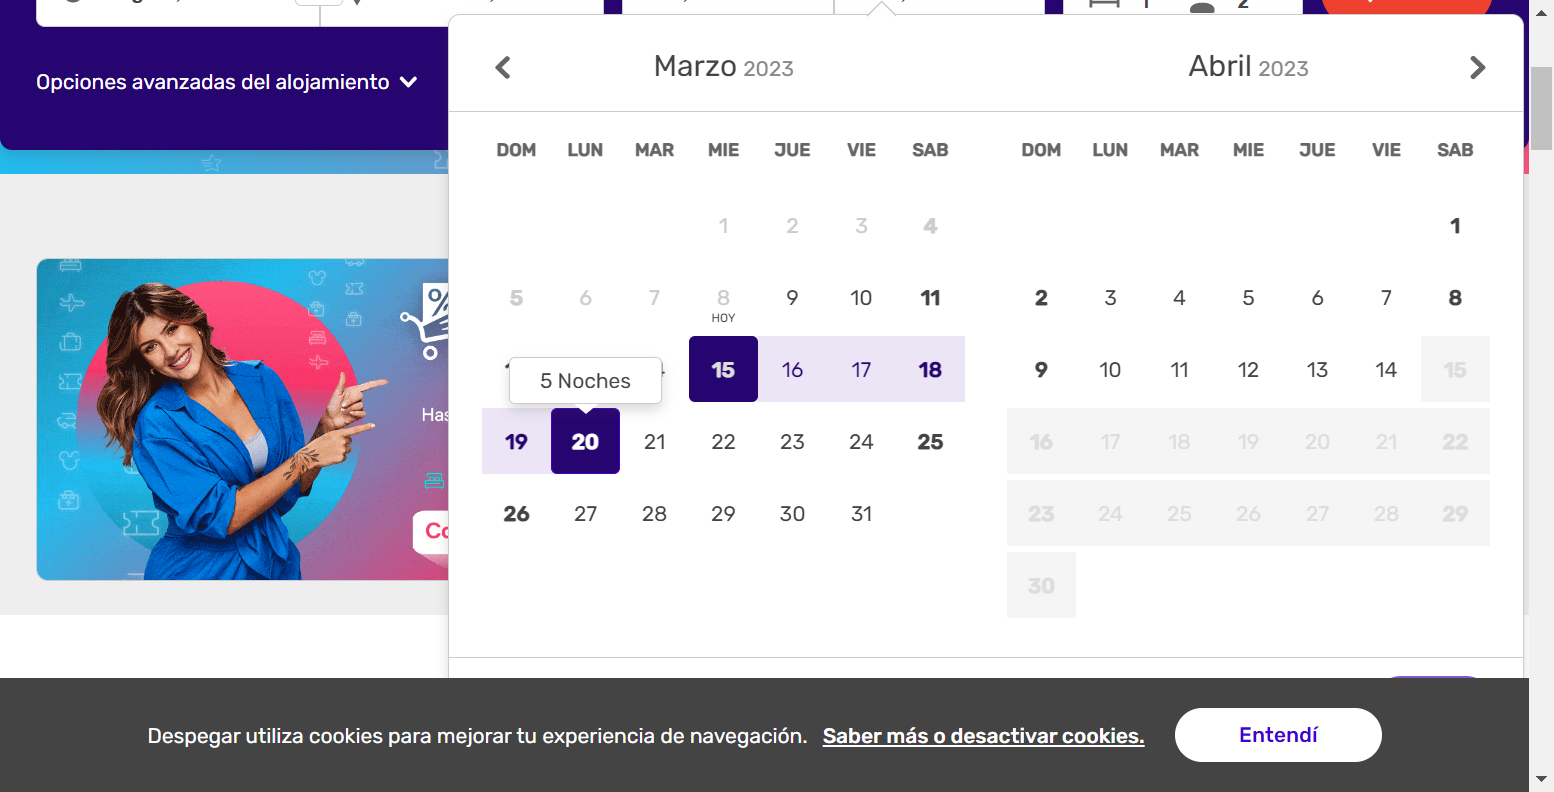 Opciones avanzadas del alojamiento
Marzo 2023
Abril 2023
DOM LUN MAR MIE JUE VIE SAB
1 2 3 4
5 6 7 8 9 10 11
HOY
15 16 17 18
5 Noches
19 20 21 22 23 24 25
26 27 28 29 30 31
DOM LUN MAR MIE JUE VIE SAB
1
2 3 4 5 6 7 8
9 10 11 12 13 14 15
16 17 18 19 20 21 22
23 24 25 26 27 28 29
30
%
Despegar utiliza cookies para mejorar tu experiencia de navegación. Saber más o desactivar cookies.
Entendí